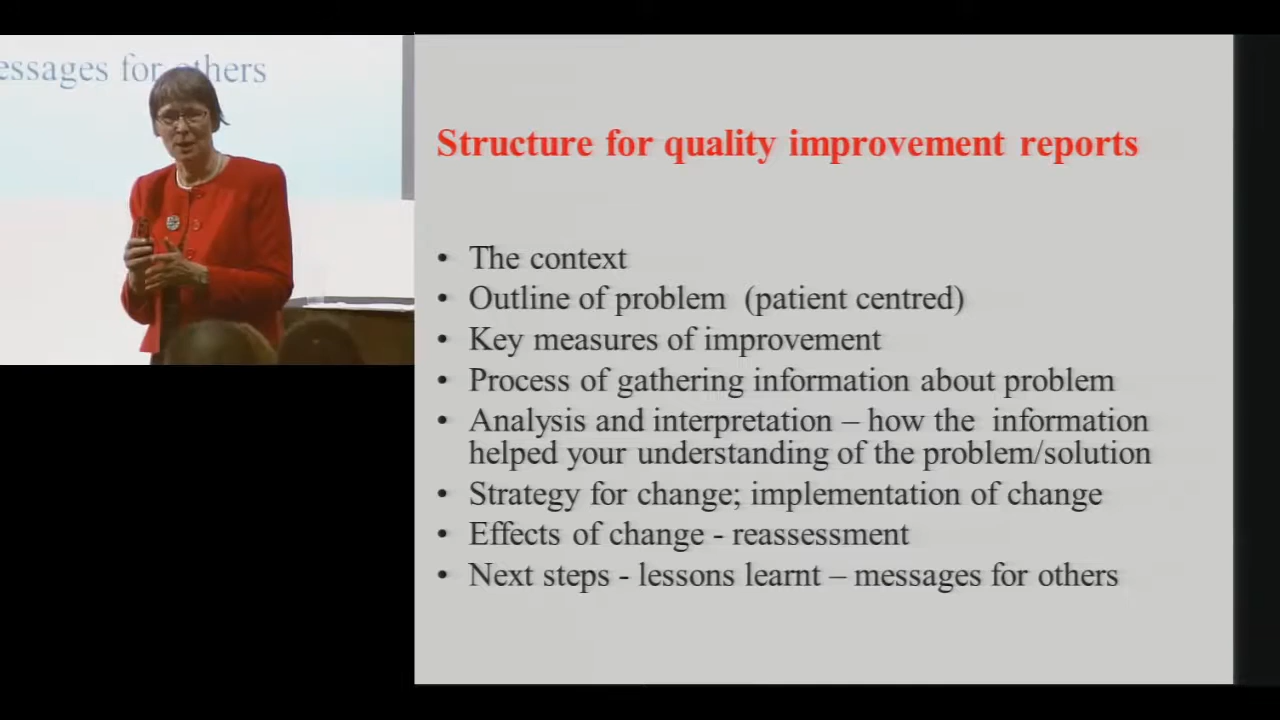 essages for others
Structure for quality improvement reports
• The context
• Outline of problem (patient centred)
• Key measures of improvement
• Process of gathering information about problem
• Analysis and interpretation – how the information
helped your understanding of the problem/solution
• Strategy for change; implementation of change
• Effects of change - reassessment
• Next steps - lessons learnt – messages for others